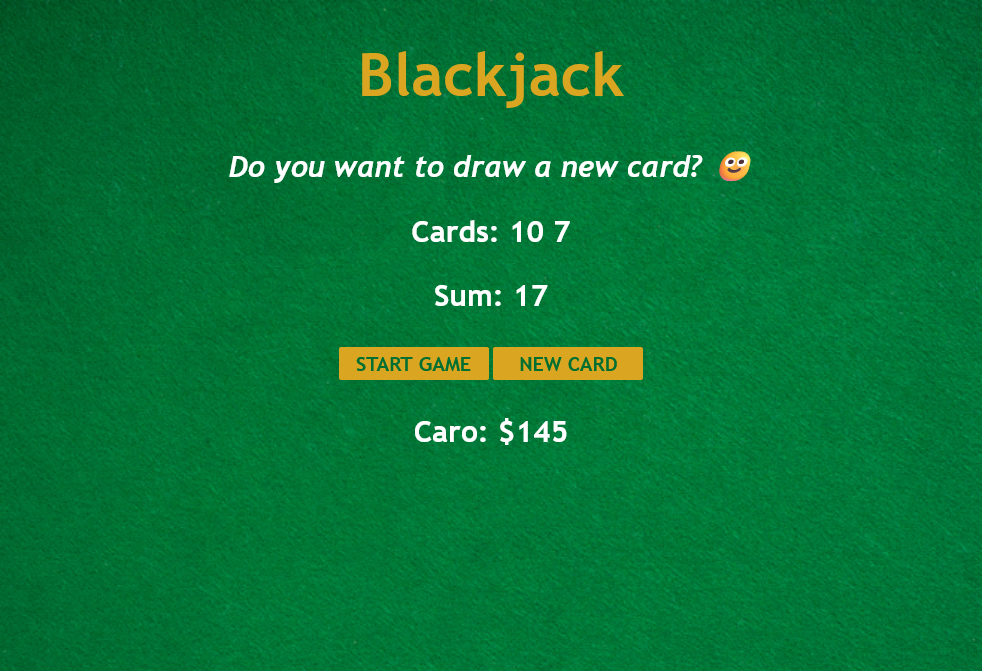 Blackjack
Do you want to draw a new card? 🙂
Cards: 10 7
Sum: 17
START GAME NEW CARD
Caro: $145